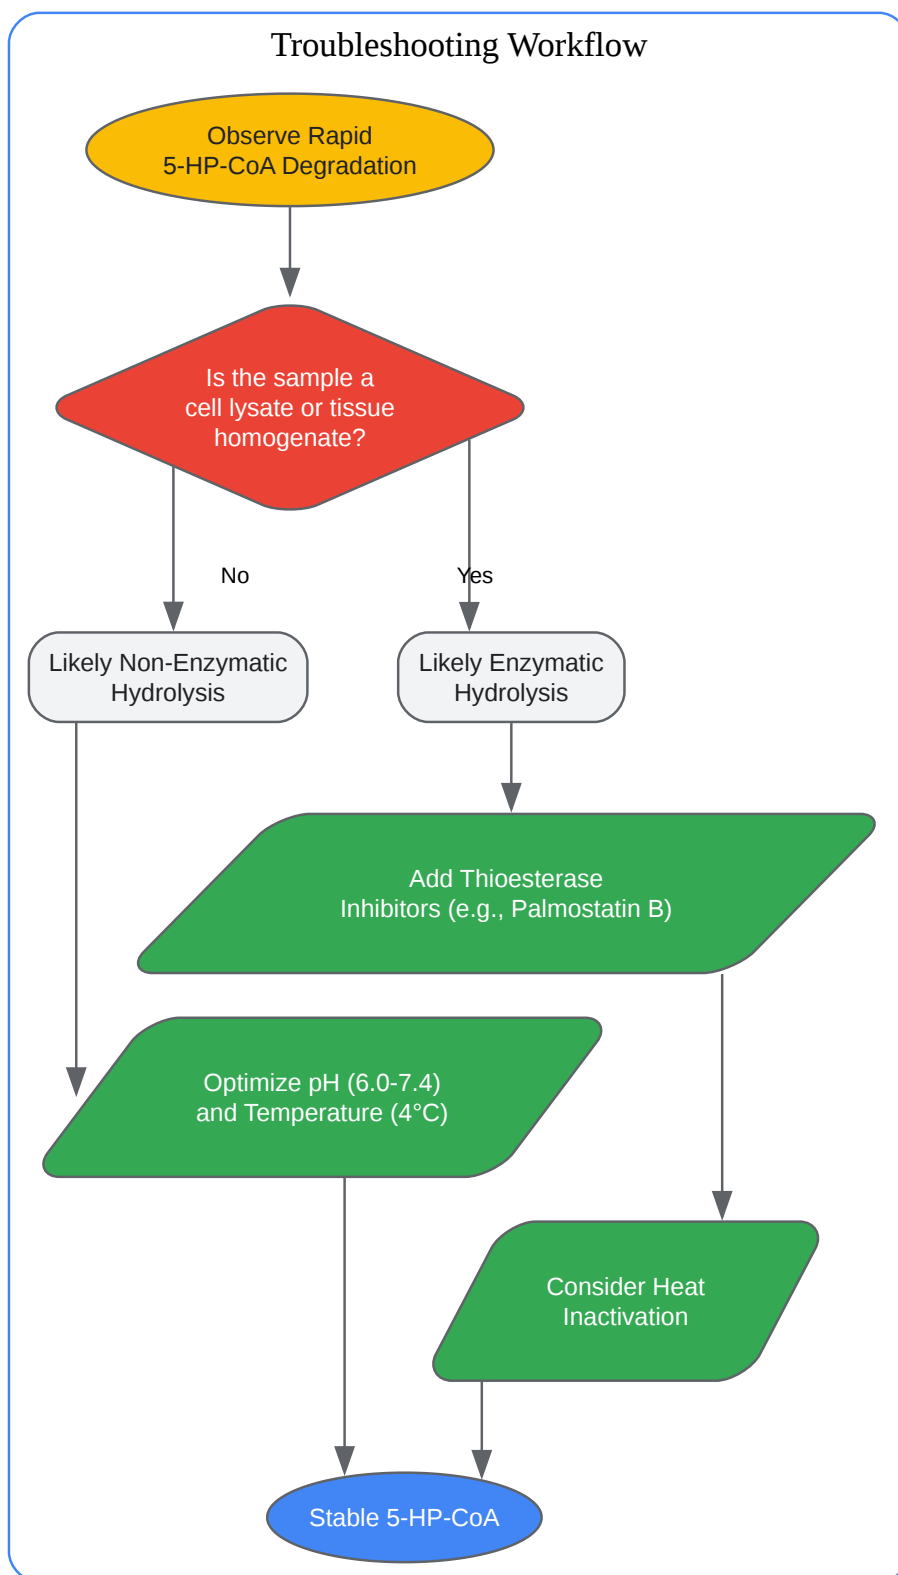 Troubleshooting Workflow
Observe Rapid
5-HP-CoA Degradation
Is the sample a
cell lysate or tissue
homogenate?
No
Yes
Likely Non-Enzymatic
Hydrolysis
Likely Enzymatic
Hydrolysis
Add Thioesterase
Inhibitors (e.g., Palmostatin B)
Optimize pH (6.0-7.4)
and Temperature (4°C)
Consider Heat
Inactivation
Stable 5-HP-CoA